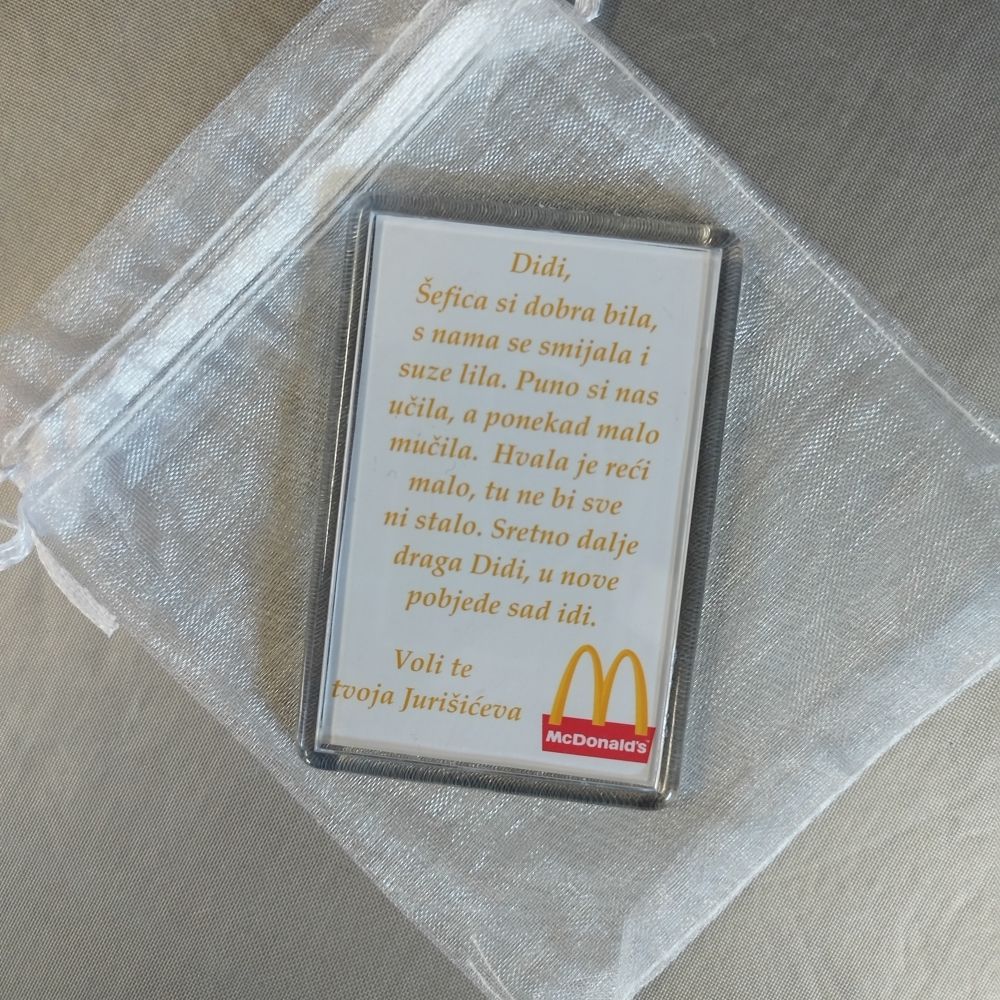 Didi,
Šefica si dobra bila,
s nama se smijala i
suze lila. Puno si nas
učila, a ponekad malo
mučila. Hvala je reći
malo, tu ne bi sve
ni stalo. Sretno dalje
draga Didi, u nove
pobjede sad idi.
Voli te
tvoja Jurišićeva
McDonald's